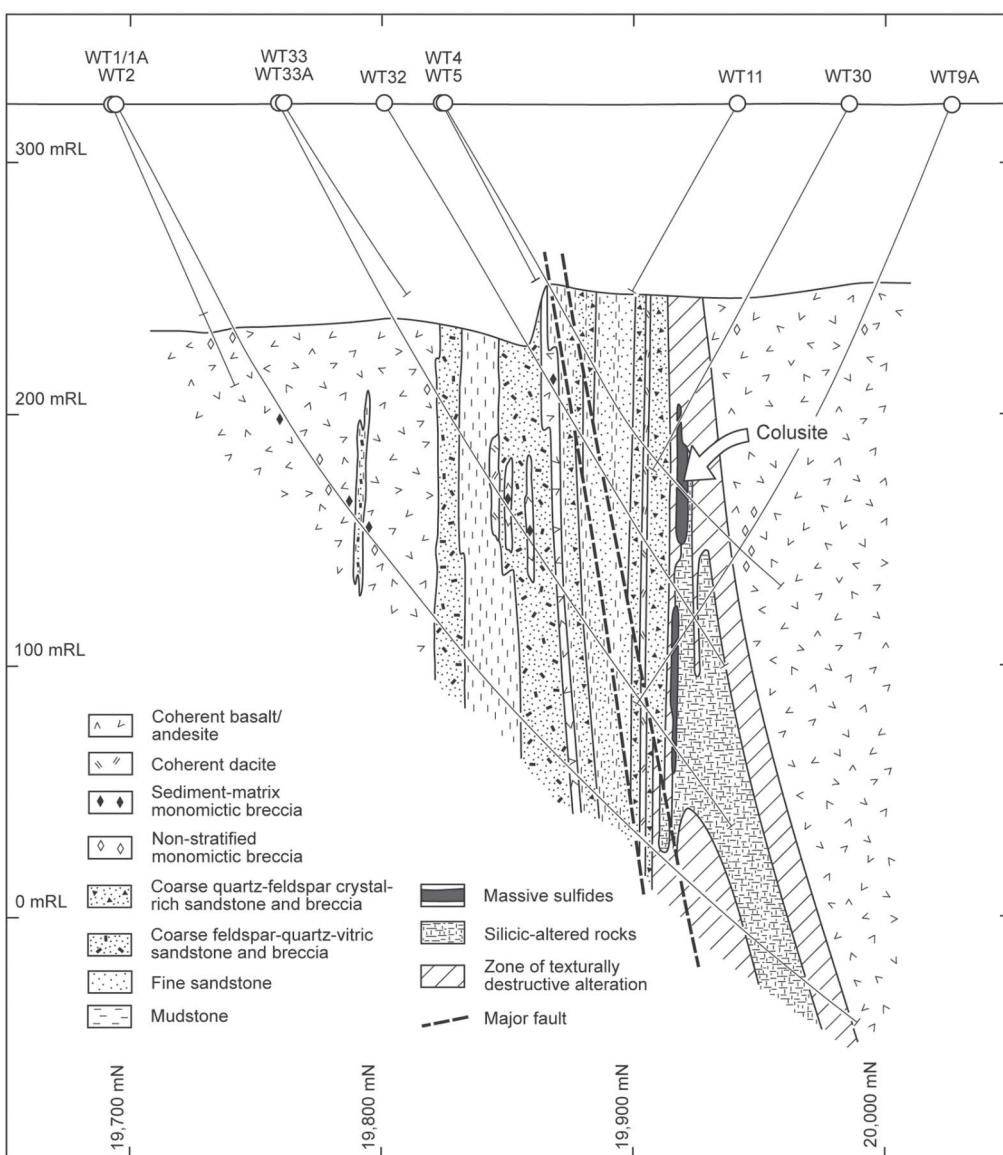 WT1/1A
WT2
WT33
WT33A
WT32
WT4
WT5
WT11
WT30
WT9A
300 mRL
200 mRL
Colusite
100 mRL
Coherent basalt/
andesite
Coherent dacite
Sediment-matrix
monomictic breccia
Non-stratified
monomictic breccia
Coarse quartz-feldspar crystal-
rich sandstone and breccia
0 mRL
Coarse feldspar-quartz-vitric
sandstone and breccia
Fine sandstone
Mudstone
Massive sulfides
Silicic-altered rocks
Zone of texturally
destructive alteration
Major fault
19,700 mN
19,800 mN
19,900 mN
20,000 mN